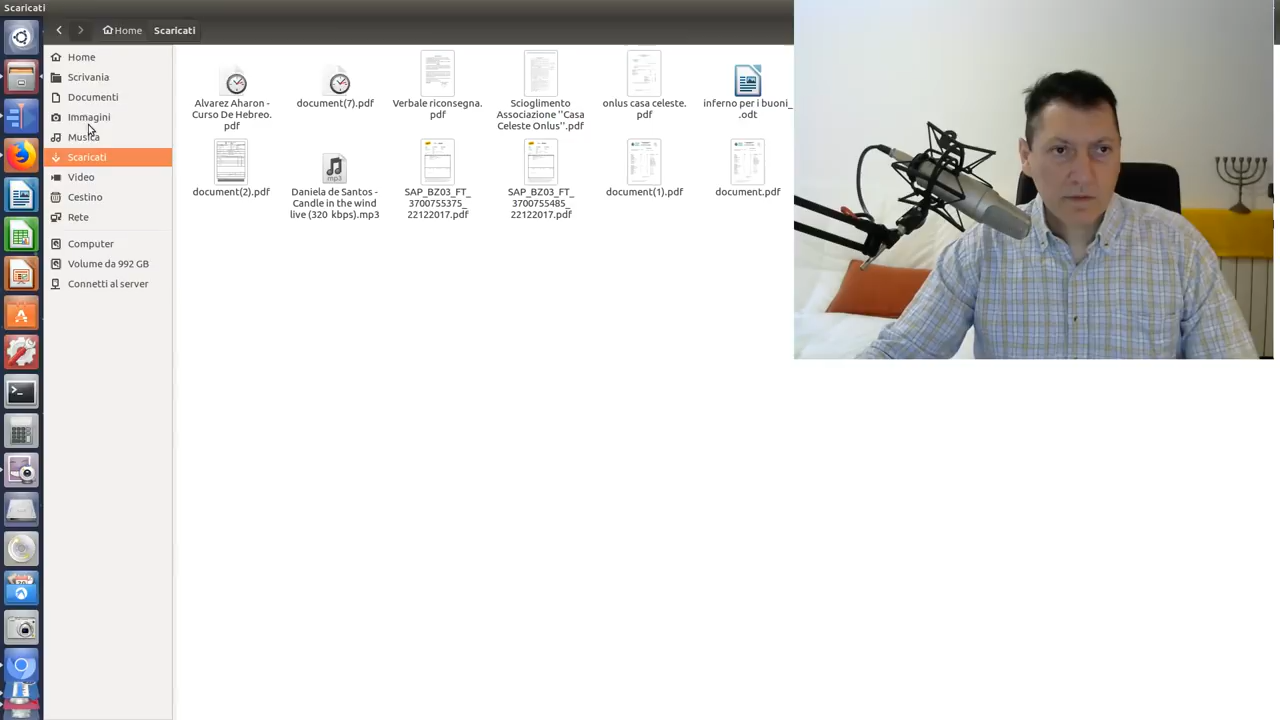 Scaricati
Home
Scaricati
Home
Scrivania
Documenti
Immagini
Musica
Scaricati
Video
Cestino
Rete
Computer
Volume da 992 GB
Connetti al server
Alvarez Aharon -
Curso De Hebreo.
pdf
document(7).pdf
Verbale riconsegna.
pdf
Scioglimento
Associazione ''Casa
Celeste Onlus''.pdf
onlus casa celeste.
pdf
inferno per i buoni_
.odt
document(2).pdf
mp3
Daniela de Santos -
Candle in the wind
live (320 kbps).mp3
SAP_BZ03_FT_
3700755375_
22122017.pdf
SAP_BZ03_FT_
3700755485_
22122017.pdf
document(1).pdf
document.pdf